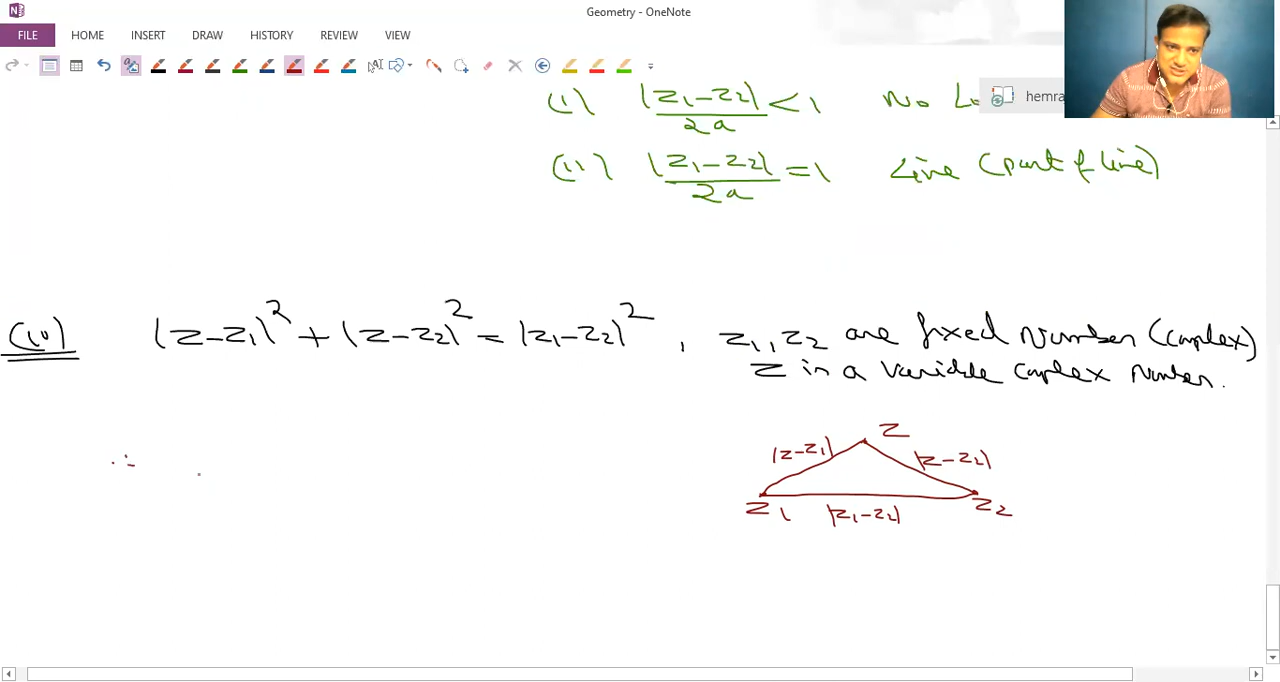 Geometry - OneNote
FILE HOME INSERT DRAW HISTORY REVIEW VIEW
hemra
(i) |z1-z2|/2a < 1 No
(ii) |z1-z2|/2a = 1 Line (part of line)
(10) |z-z1|^2 + |z-z2|^2 = |z1-z2|^2 , z1, z2 are fixed Number (complex)
z is a variable complex number.
z
|z-z1| |z-z2|
∴
z1 |z1-z2| z2